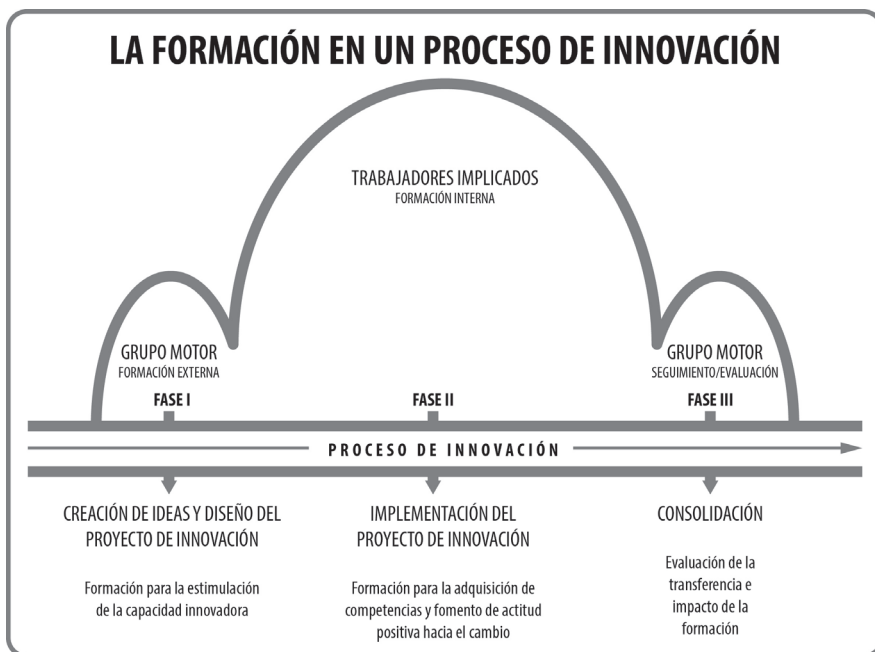 LA FORMACIÓN EN UN PROCESO DE INNOVACIÓN
TRABAJADORES IMPLICADOS
FORMACIÓN INTERNA
GRUPO MOTOR
FORMACIÓN EXTERNA
GRUPO MOTOR
SEGUIMIENTO/EVALUACIÓN
FASE I
FASE II
FASE III
PROCESO DE INNOVACIÓN
CREACIÓN DE IDEAS Y DISEÑO DEL
PROYECTO DE INNOVACIÓN
Formación para la estimulación
de la capacidad innovadora
IMPLEMENTACIÓN DEL
PROYECTO DE INNOVACIÓN
Formación para la adquisición de
competencias y fomento de actitud
positiva hacia el cambio
CONSOLIDACIÓN
Evaluación de la
transferencia e
impacto de la
formación